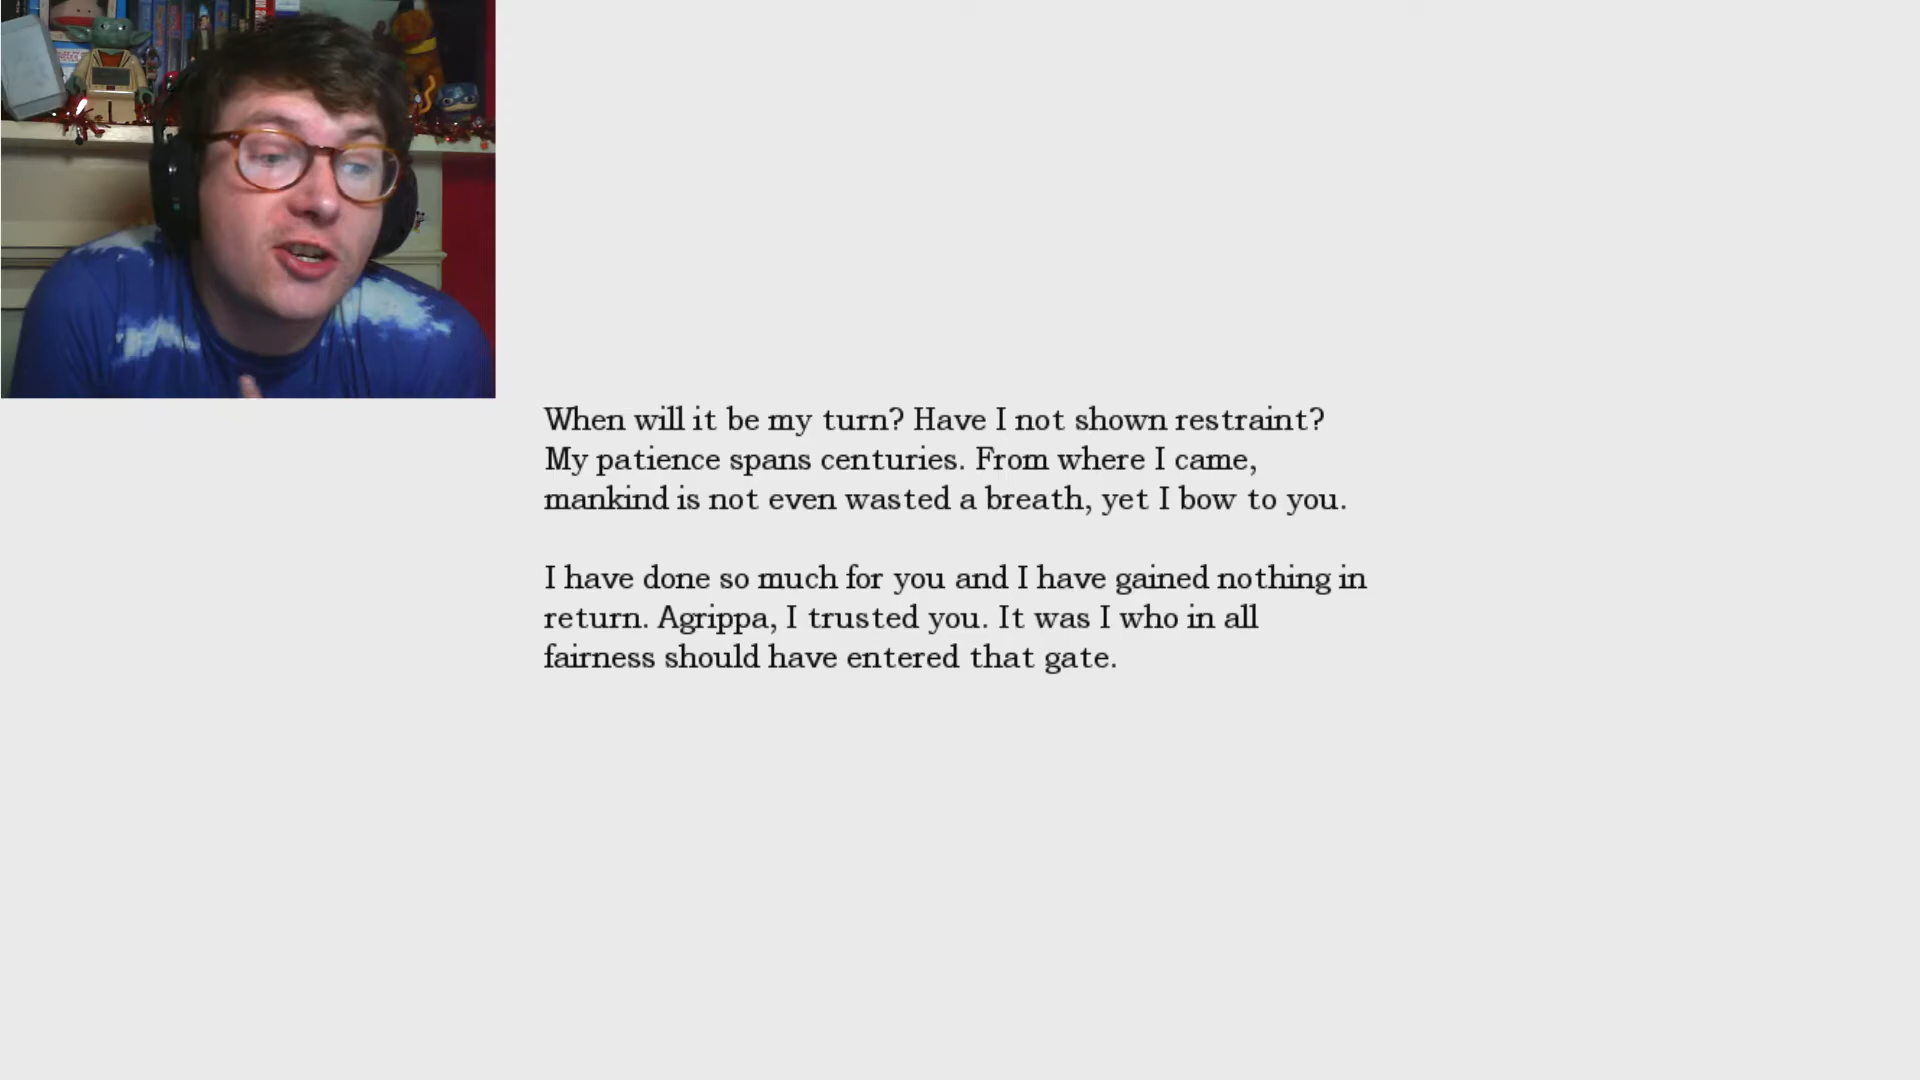 When will it be my turn? Have I not shown restraint?
My patience spans centuries. From where I came,
mankind is not even wasted a breath, yet I bow to you.
I have done so much for you and I have gained nothing in
return. Agrippa, I trusted you. It was I who in all
fairness should have entered that gate.